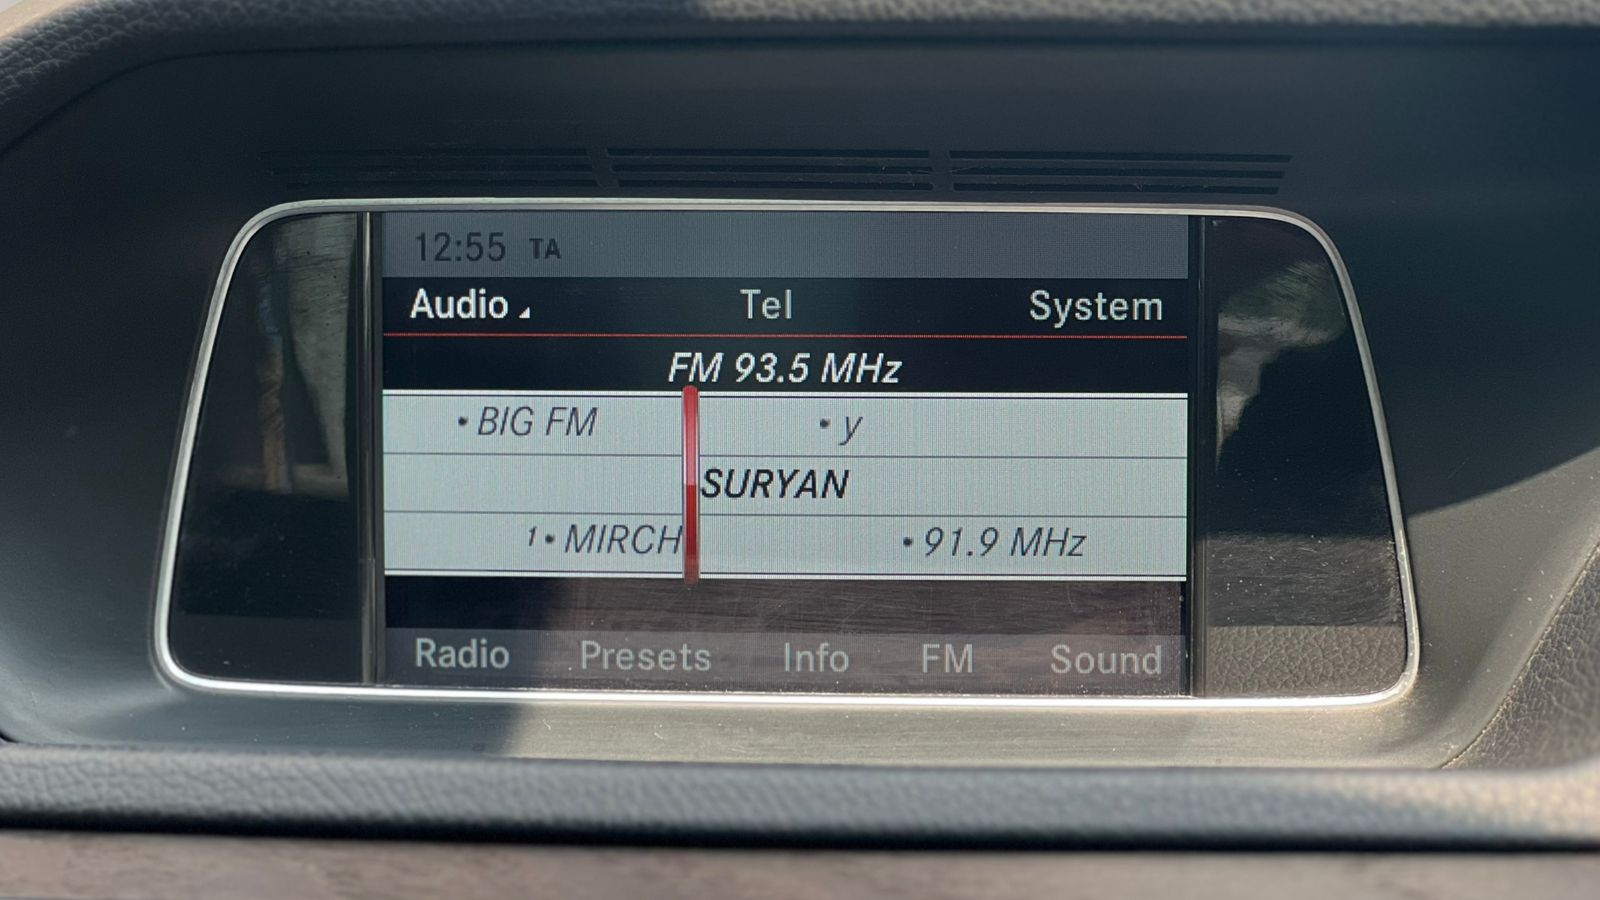 12:55 TA
Audio Tel System
FM 93.5 MHz
• BIG FM • y
SURYAN
1• MIRCH • 91.9 MHz
Radio Presets Info FM Sound